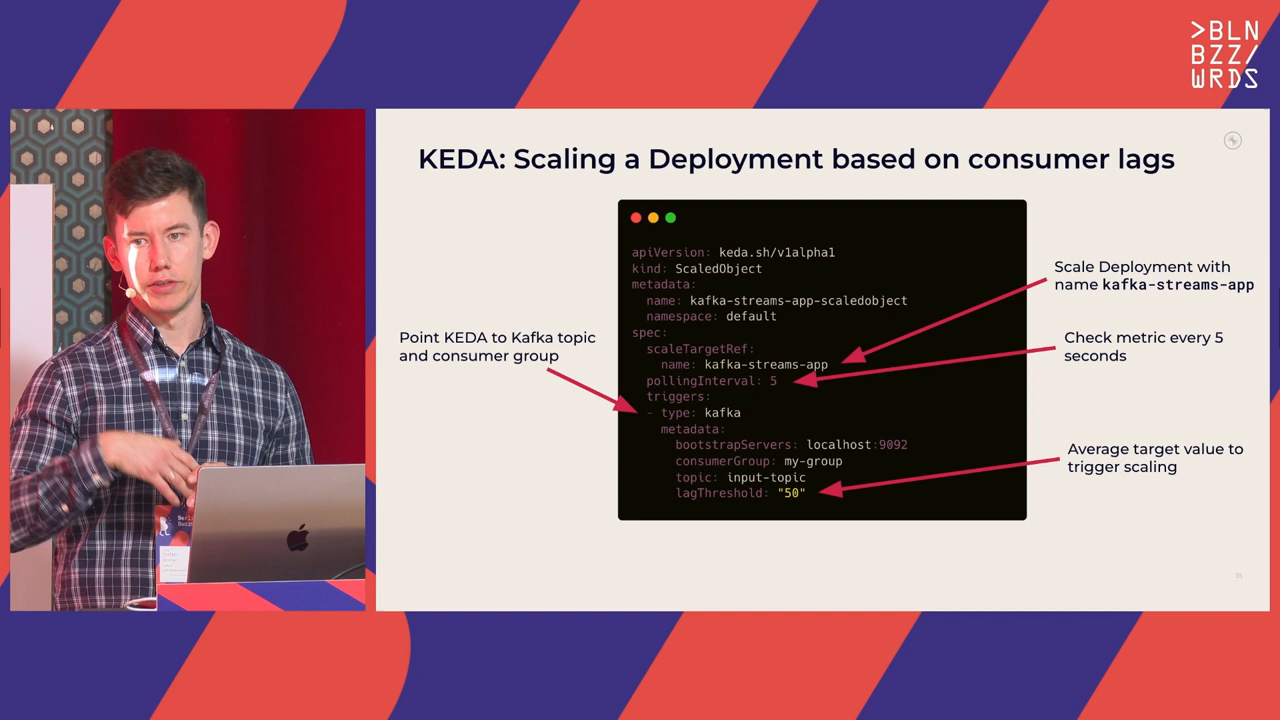 >BLN
BZZ/
WRDS
KEDA: Scaling a Deployment based on consumer lags
apiVersion: keda.sh/v1alpha1
kind: ScaledObject
metadata:
name: kafka-streams-app-scaledobject
namespace: default
spec:
scaleTargetRef:
name: kafka-streams-app
pollingInterval: 5
triggers:
- type: kafka
metadata:
bootstrapServers: localhost:9092
consumerGroup: my-group
topic: input-topic
lagThreshold: "50"
Point KEDA to Kafka topic
and consumer group
Scale Deployment with
name kafka-streams-app
Check metric every 5
seconds
Average target value to
trigger scaling